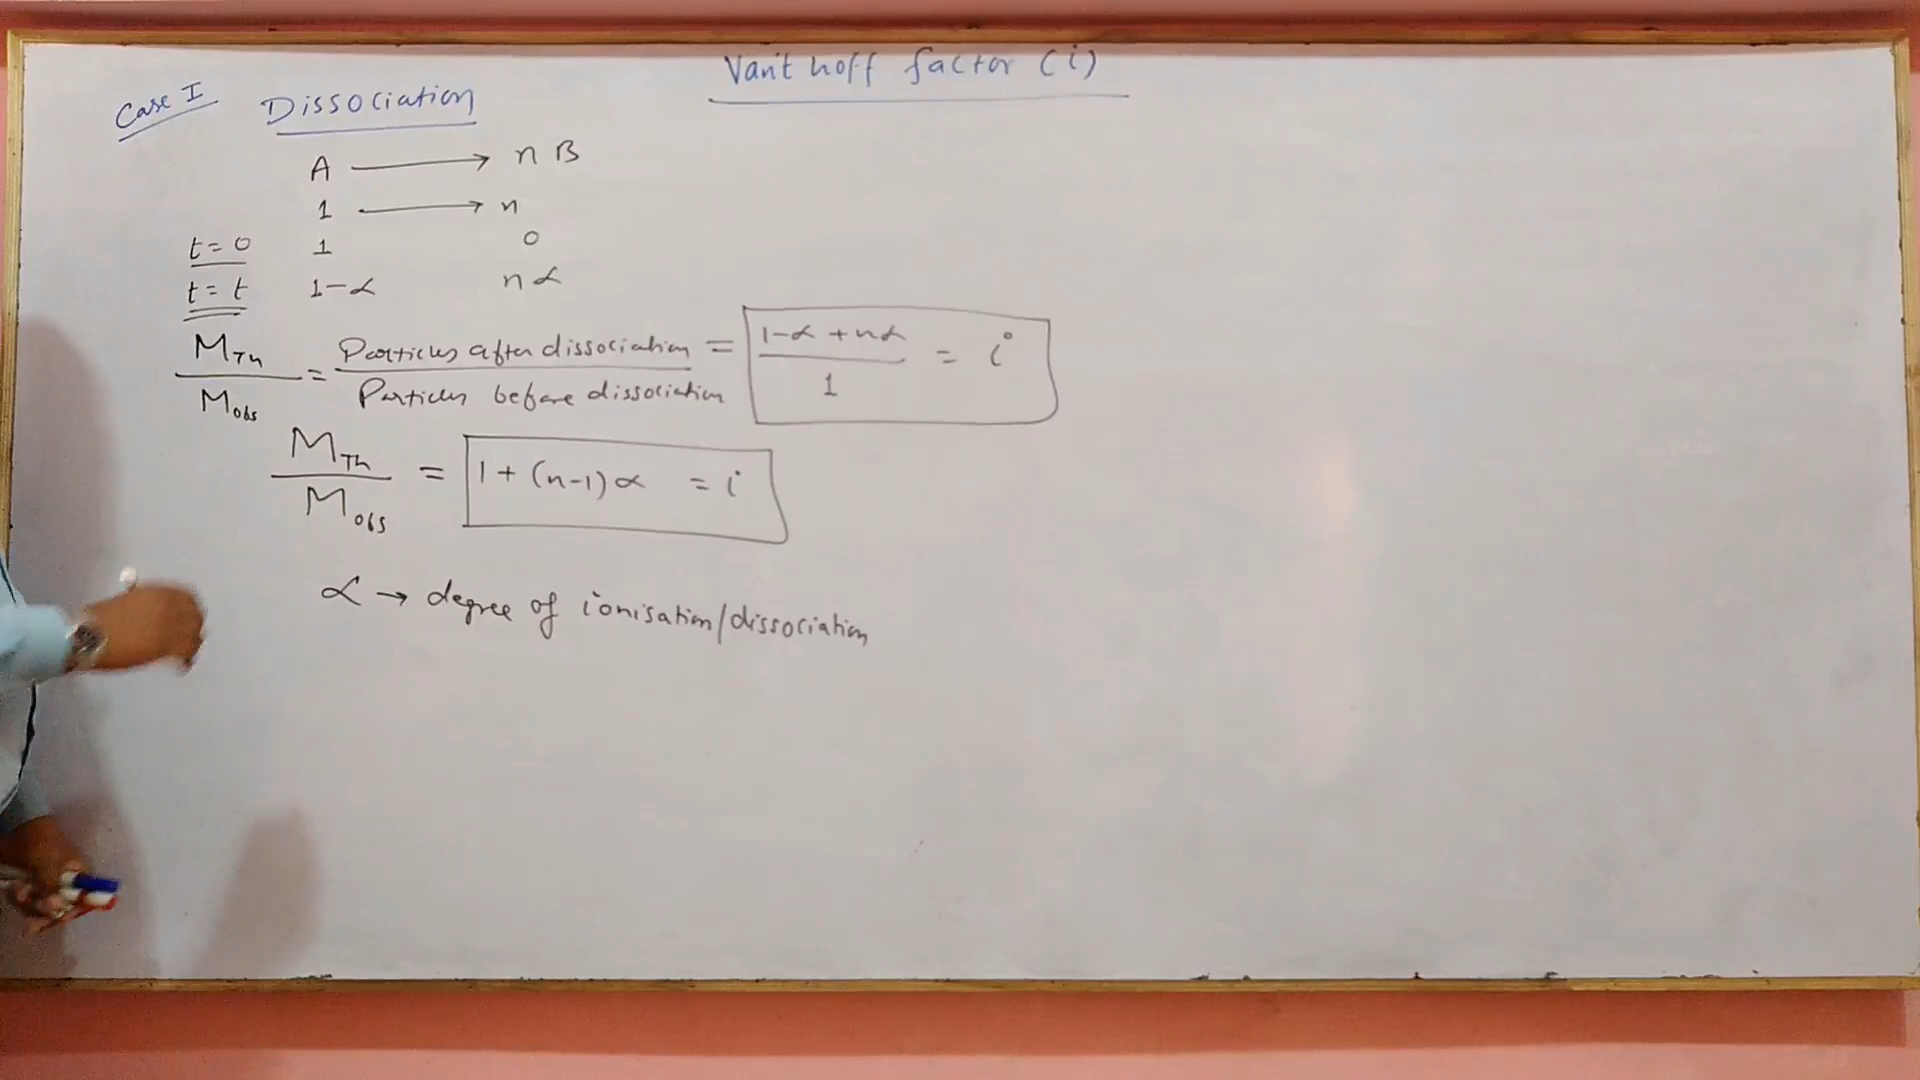 Van't hoff factor (i)
Case I Dissociation
A ⟶ n B
1 ⟶ n
t = 0 1 0
t = t 1-α nα
M_Th / M_obs = Particles after dissociation / Particles before dissociation = 1-α+nα / 1 = i
M_Th / M_obs = 1 + (n-1)α = i
α → degree of ionisation/dissociation